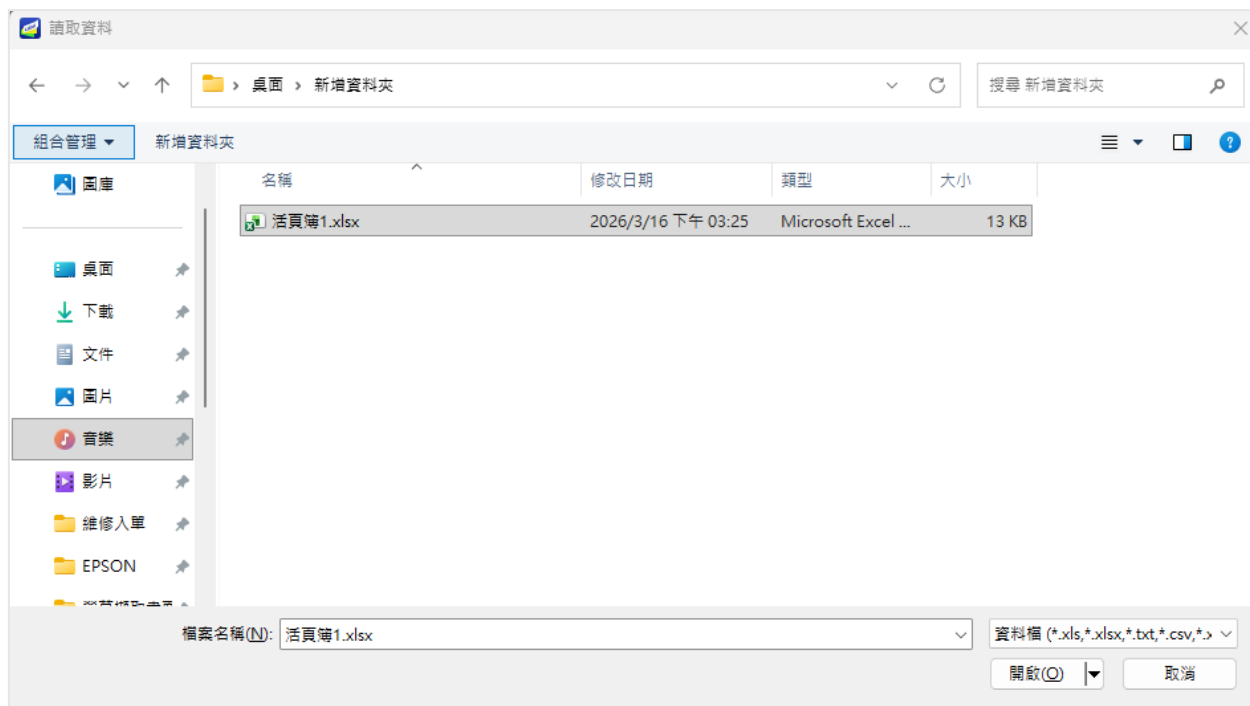 讀取資料
桌面 > 新增資料夾
搜尋 新增資料夾
組合管理
新增資料夾
圖庫
名稱 修改日期 類型 大小
活頁簿1.xlsx 2026/3/16 下午 03:25 Microsoft Excel ... 13 KB
桌面
下載
文件
圖片
音樂
影片
維修入單
EPSON
檔案名稱(N): 活頁簿1.xlsx
資料檔 (*.xls,*.xlsx,*.txt,*.csv,*.x
開啟(O) 取消